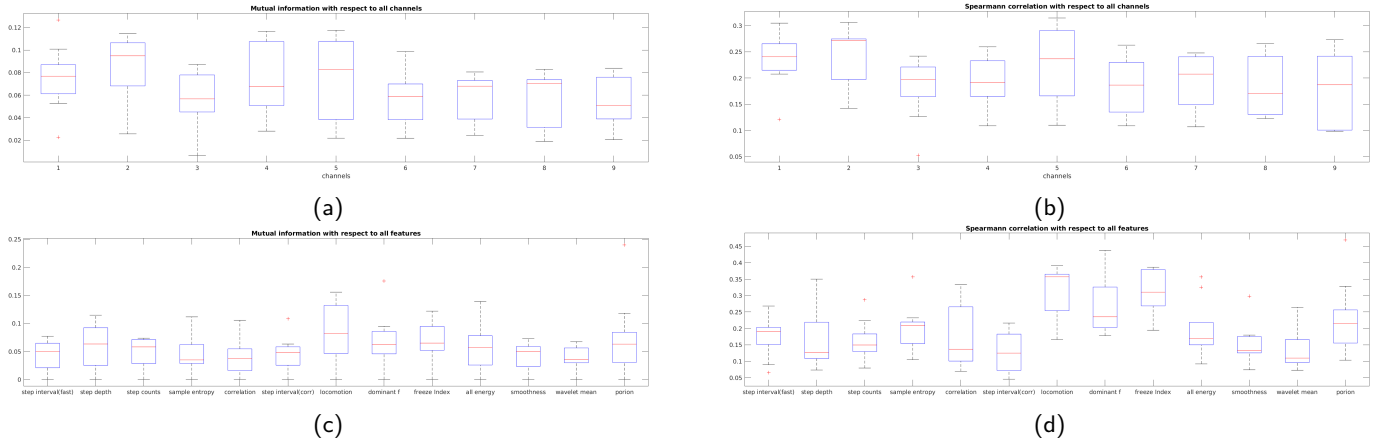 Mutual information with respect to all channels
0.12
0.1
0.08
0.06
0.04
0.02
1 2 3 4 5 6 7 8 9
channels
(a)
Spearmann correlation with respect to all channels
0.3
0.25
0.2
0.15
0.1
0.05
1 2 3 4 5 6 7 8 9
channels
(b)
Mutual information with respect to all features
0.25
0.2
0.15
0.1
0.05
0
step interval(fast) step depth step counts sample entropy correlation step interval(corr) locomotion dominant f freeze Index all energy smoothness wavelet mean porion
(c)
Spearmann correlation with respect to all features
0.45
0.4
0.35
0.3
0.25
0.2
0.15
0.1
0.05
step interval(fast) step depth step counts sample entropy correlation step interval(corr) locomotion dominant f freeze Index all energy smoothness wavelet mean porion
(d)